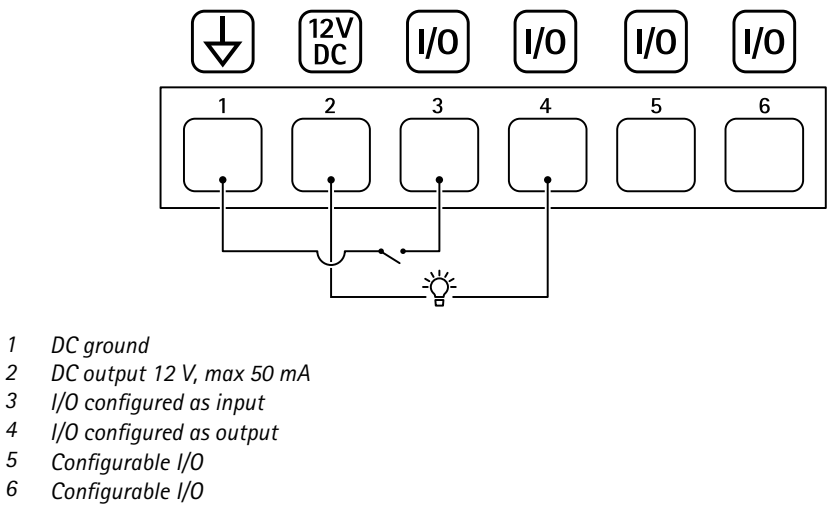 12V
DC
I/O
I/O
I/O
I/O
1 2 3 4 5 6
1 DC ground
2 DC output 12 V, max 50 mA
3 I/O configured as input
4 I/O configured as output
5 Configurable I/O
6 Configurable I/O